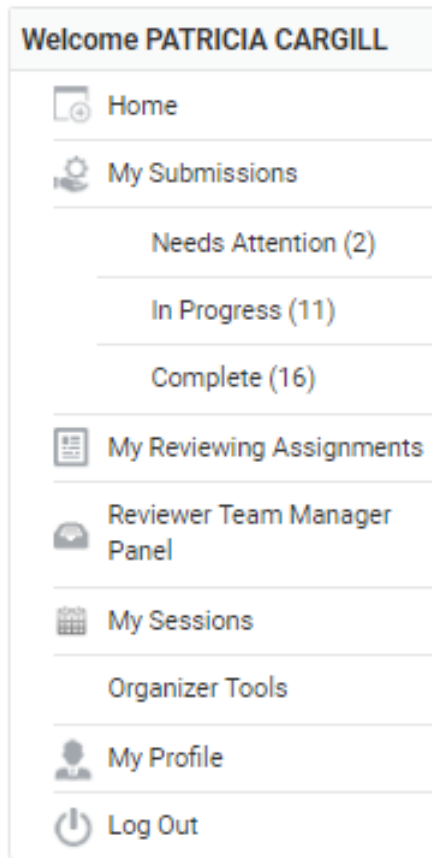 Welcome PATRICIA CARGILL
Home
My Submissions
Needs Attention (2)
In Progress (11)
Complete (16)
My Reviewing Assignments
Reviewer Team Manager
Panel
My Sessions
Organizer Tools
My Profile
Log Out